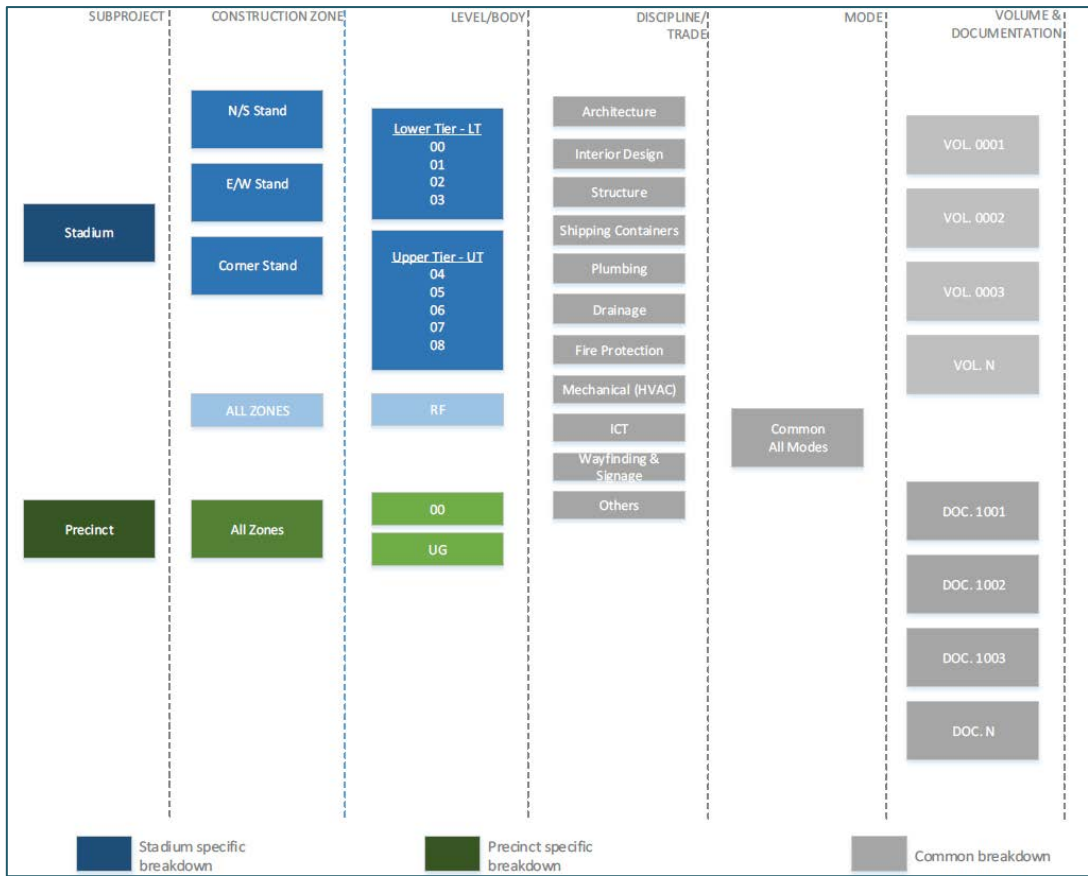 SUBPROJECT
CONSTRUCTION ZONE
LEVEL/BODY
DISCIPLINE/
TRADE
MODE
VOLUME &
DOCUMENTATION
Stadium
Precinct
N/S Stand
E/W Stand
Corner Stand
ALL ZONES
All Zones
Lower Tier - LT
00
01
02
03
Upper Tier - UT
04
05
06
07
08
RF
00
UG
Architecture
Interior Design
Structure
Shipping Containers
Plumbing
Drainage
Fire Protection
Mechanical (HVAC)
ICT
Wayfinding &
Signage
Others
Common
All Modes
VOL. 0001
VOL. 0002
VOL. 0003
VOL. N
DOC. 1001
DOC. 1002
DOC. 1003
DOC. N
Stadium specific
breakdown
Precinct specific
breakdown
Common breakdown